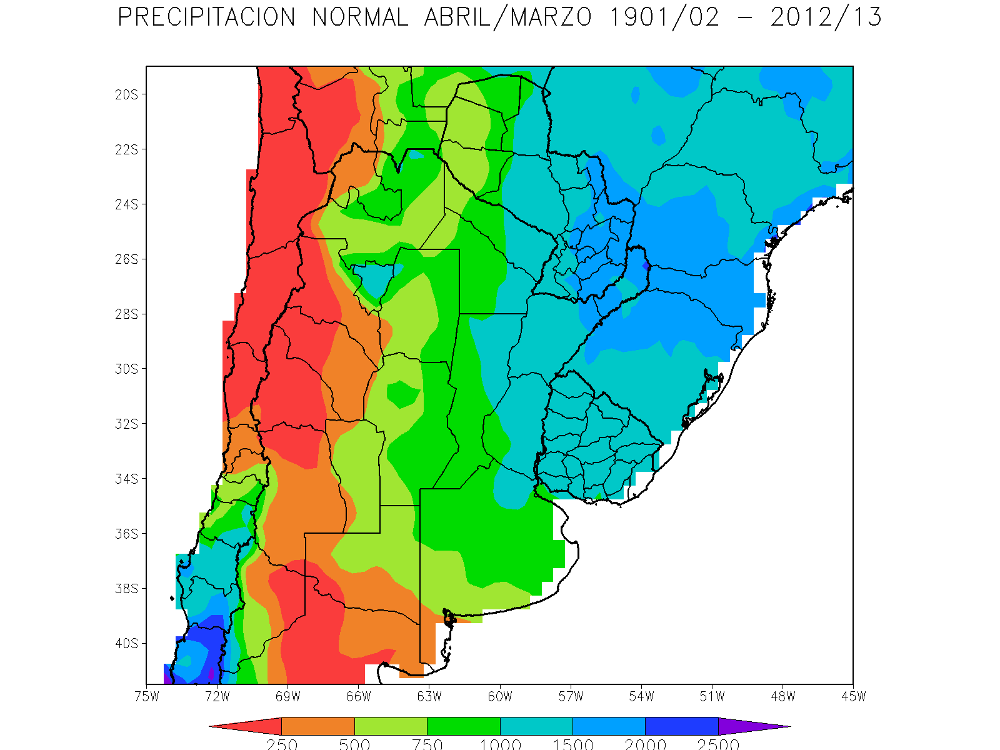 PRECIPITACION NORMAL ABRIL/MARZO 1901/02 - 2012/13
20S
22S
24S
26S
28S
30S
32S
34S
36S
38S
40S
75W 72W 69W 66W 63W 60W 57W 54W 51W 48W 45W
250 500 750 1000 1500 2000 2500